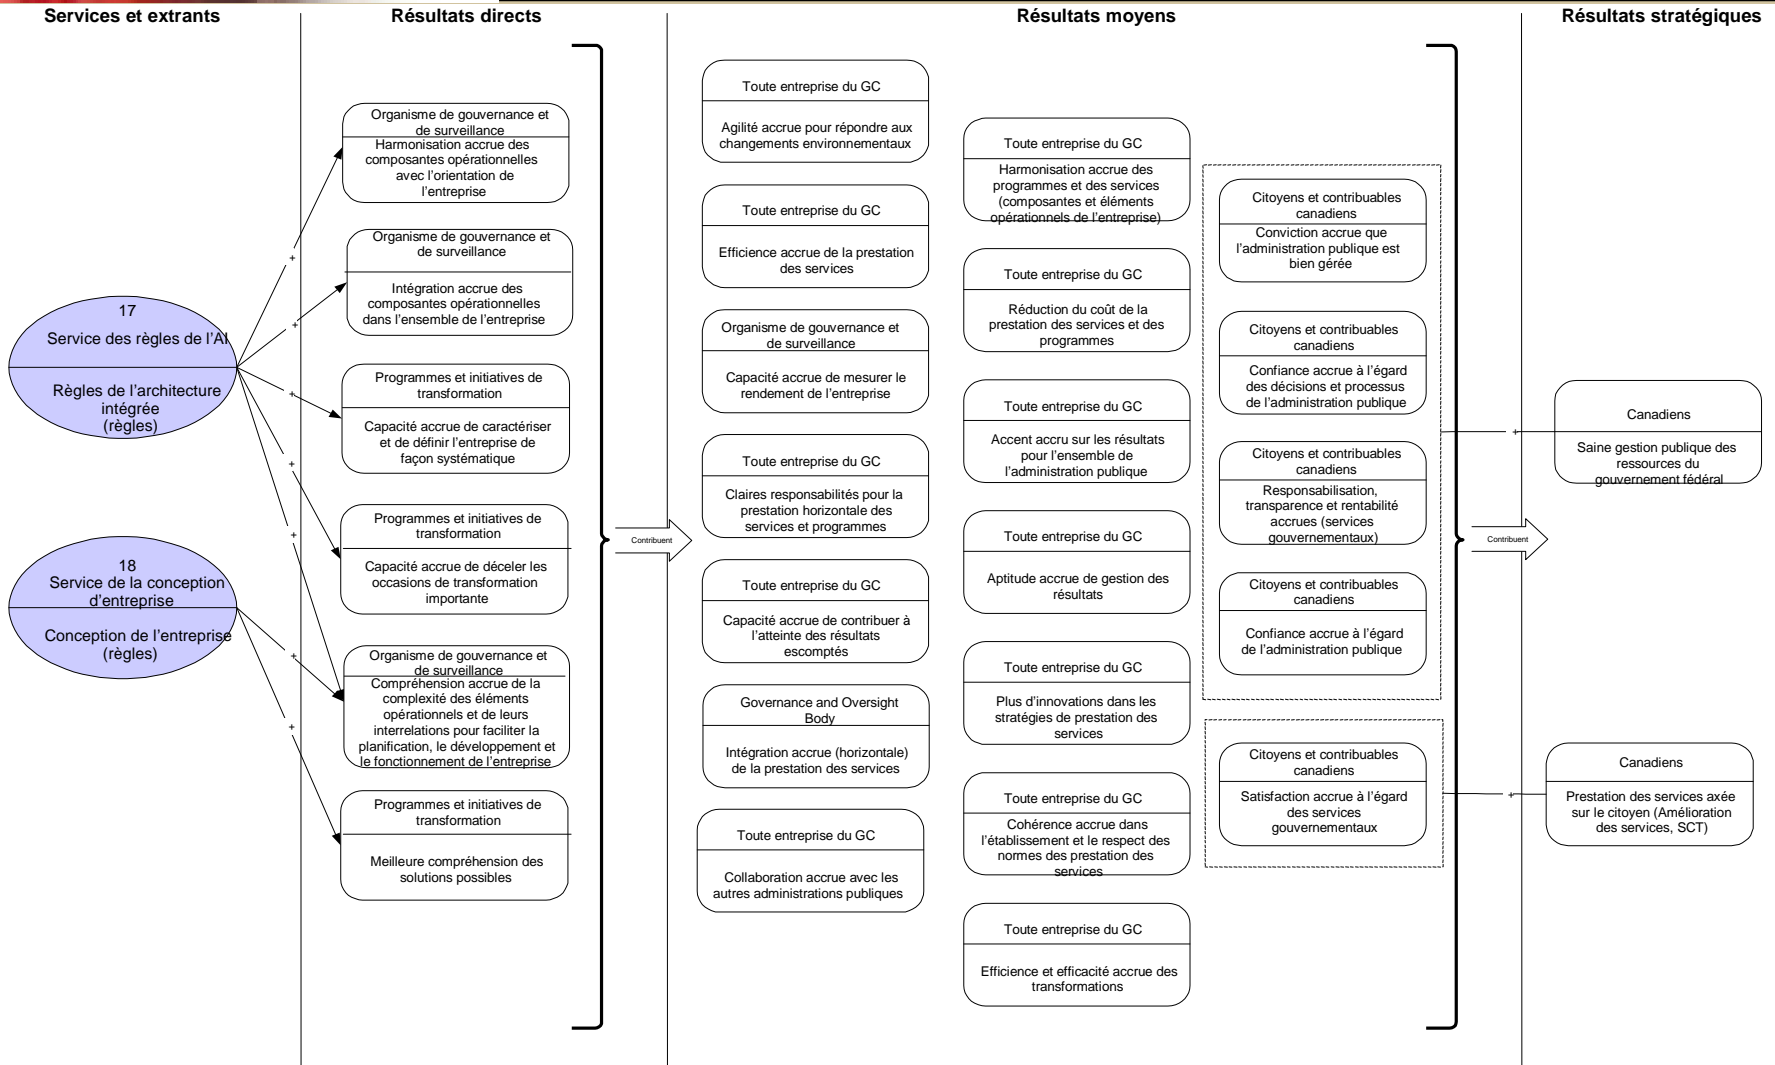 Services et extrants
Résultats directs
Résultats moyens
Résultats stratégiques
17
Service des règles de l'AI
Règles de l'architecture
intégrée
(règles)
18
Service de la conception
d'entreprise
Conception de l'entreprise
(règles)
+
+
+
+
+
+
+
Organisme de gouvernance et
de surveillance
Harmonisation accrue des
composantes opérationnelles
avec l'orientation de
l'entreprise
Organisme de gouvernance et
de surveillance
Intégration accrue des
composantes opérationnelles
dans l'ensemble de l'entreprise
Programmes et initiatives de
transformation
Capacité accrue de caractériser
et de définir l'entreprise de
façon systématique
Programmes et initiatives de
transformation
Capacité accrue de déceler les
occasions de transformation
importante
Organisme de gouvernance et
de surveillance
Compréhension accrue de la
complexité des éléments
opérationnels et de leurs
interrelations pour faciliter la
planification, le développement et
le fonctionnement de l'entreprise
Programmes et initiatives de
transformation
Meilleure compréhension des
solutions possibles
Contribuent
Toute entreprise du GC
Agilité accrue pour répondre aux
changements environnementaux
Toute entreprise du GC
Efficience accrue de la prestation
des services
Organisme de gouvernance et
de surveillance
Capacité accrue de mesurer le
rendement de l'entreprise
Toute entreprise du GC
Claires responsabilités pour la
prestation horizontale des
services et programmes
Toute entreprise du GC
Capacité accrue de contribuer à
l'atteinte des résultats
escomptés
Governance and Oversight
Body
Intégration accrue (horizontale)
de la prestation des services
Toute entreprise du GC
Collaboration accrue avec les
autres administrations publiques
Toute entreprise du GC
Harmonisation accrue des
programmes et des services
(composantes et éléments
opérationnels de l'entreprise)
Toute entreprise du GC
Réduction du coût de la
prestation des services et des
programmes
Toute entreprise du GC
Accent accru sur les résultats
pour l'ensemble de
l'administration publique
Toute entreprise du GC
Aptitude accrue de gestion des
résultats
Toute entreprise du GC
Plus d'innovations dans les
stratégies de prestation des
services
Toute entreprise du GC
Cohérence accrue dans
l'établissement et le respect des
normes des prestation des
services
Toute entreprise du GC
Efficience et efficacité accrue des
transformations
Citoyens et contribuables
canadiens
Conviction accrue que
l'administration publique est
bien gérée
Citoyens et contribuables
canadiens
Confiance accrue à l'égard
des décisions et processus
de l'administration publique
Citoyens et contribuables
canadiens
Responsabilisation,
transparence et rentabilité
accrues (services
gouvernementaux)
Citoyens et contribuables
canadiens
Confiance accrue à l'égard
de l'administration publique
Citoyens et contribuables
canadiens
Satisfaction accrue à l'égard
des services
gouvernementaux
Contribuent
+
+
Canadiens
Saine gestion publique des
ressources du
gouvernement fédéral
Canadiens
Prestation des services axée
sur le citoyen (Amélioration
des services, SCT)